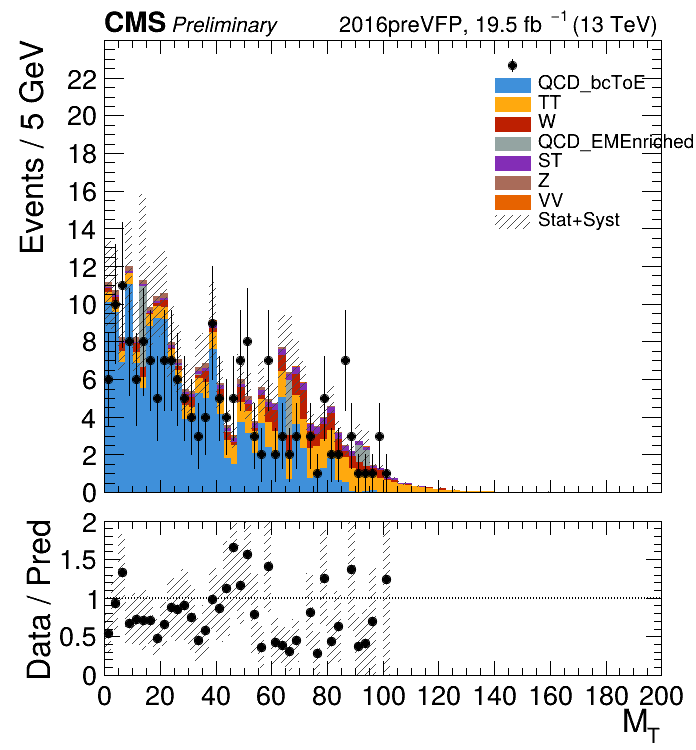 CMS Preliminary 2016preVFP, 19.5 fb⁻¹ (13 TeV)
Events / 5 GeV
22
20
18
16
14
12
10
8
6
4
2
0
QCD_bcToE
TT
W
QCD_EMEnriched
ST
Z
VV
Stat+Syst
Data / Pred
2
1.5
1
0.5
0
0 20 40 60 80 100 120 140 160 180 200
M_T